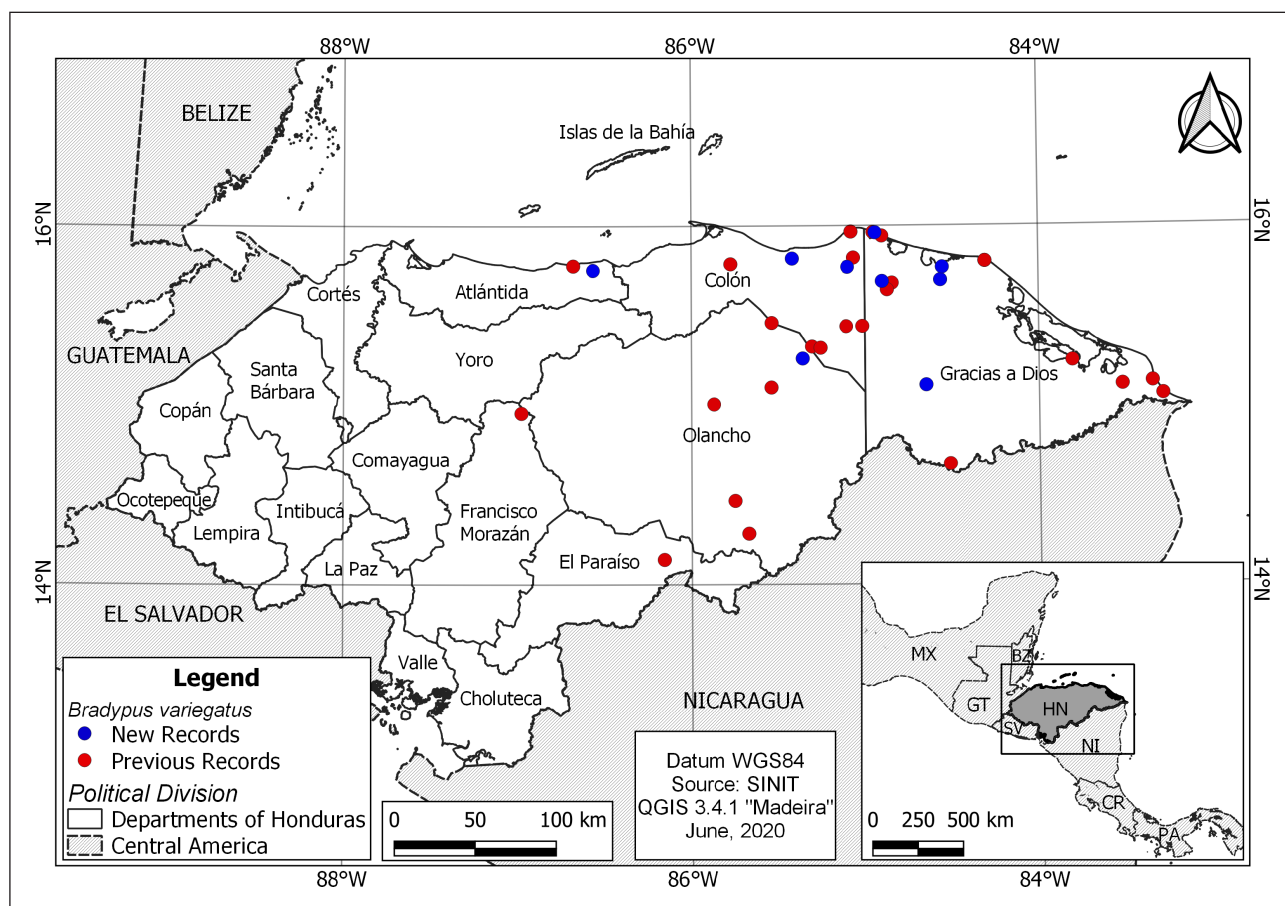 88°W
86°W
84°W
BELIZE
Islas de la Bahía
16°N
16°N
Cortés
Atlántida
Colón
GUATEMALA
Yoro
Santa
Bárbara
Gracias a Dios
Copán
Olancho
Comayagua
Ocotepeque
Intibucá
Francisco
Morazán
Lempira
La Paz
El Paraíso
14°N
14°N
EL SALVADOR
Valle
Choluteca
NICARAGUA
Legend
Bradypus variegatus
New Records
Previous Records
Political Division
Departments of Honduras
Central America
0 50 100 km
Datum WGS84
Source: SINIT
QGIS 3.4.1 "Madeira"
June, 2020
MX
BZ
GT
HN
SV
NI
CR
PA
0 250 500 km
88°W
86°W
84°W